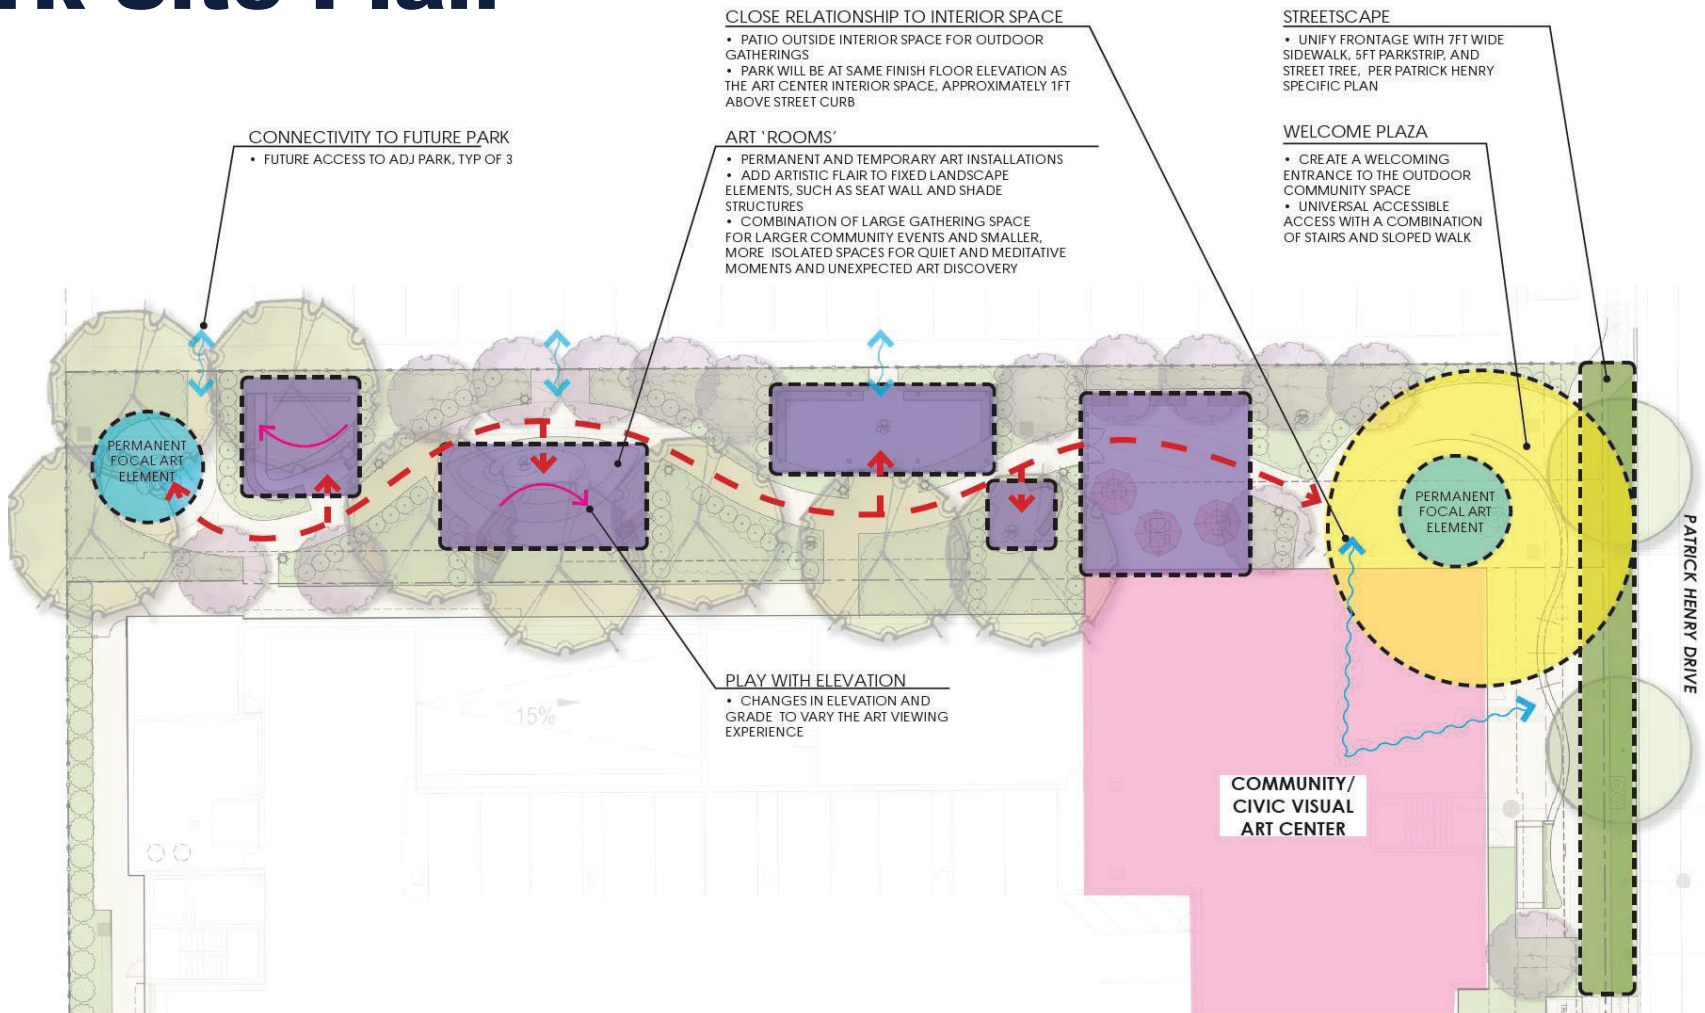 Site Plan
CLOSE RELATIONSHIP TO INTERIOR SPACE
• PATIO OUTSIDE INTERIOR SPACE FOR OUTDOOR
GATHERINGS
• PARK WILL BE AT SAME FINISH FLOOR ELEVATION AS
THE ART CENTER INTERIOR SPACE, APPROXIMATELY 1FT
ABOVE STREET CURB
STREETSCAPE
• UNIFY FRONTAGE WITH 7FT WIDE
SIDEWALK, 5FT PARKSTRIP, AND
STREET TREE, PER PATRICK HENRY
SPECIFIC PLAN
CONNECTIVITY TO FUTURE PARK
• FUTURE ACCESS TO ADJ PARK, TYP OF 3
ART ‘ROOMS’
• PERMANENT AND TEMPORARY ART INSTALLATIONS
• ADD ARTISTIC FLAIR TO FIXED LANDSCAPE
ELEMENTS, SUCH AS SEAT WALL AND SHADE
STRUCTURES
• COMBINATION OF LARGE GATHERING SPACE
FOR LARGER COMMUNITY EVENTS AND SMALLER,
MORE ISOLATED SPACES FOR QUIET AND MEDITATIVE
MOMENTS AND UNEXPECTED ART DISCOVERY
WELCOME PLAZA
• CREATE A WELCOMING
ENTRANCE TO THE OUTDOOR
COMMUNITY SPACE
• UNIVERSAL ACCESSIBLE
ACCESS WITH A COMBINATION
OF STAIRS AND SLOPED WALK
PERMANENT
FOCAL ART
ELEMENT
PERMANENT
FOCAL ART
ELEMENT
PATRICK HENRY DRIVE
PLAY WITH ELEVATION
• CHANGES IN ELEVATION AND
GRADE TO VARY THE ART VIEWING
EXPERIENCE
15%
COMMUNITY/
CIVIC VISUAL
ART CENTER